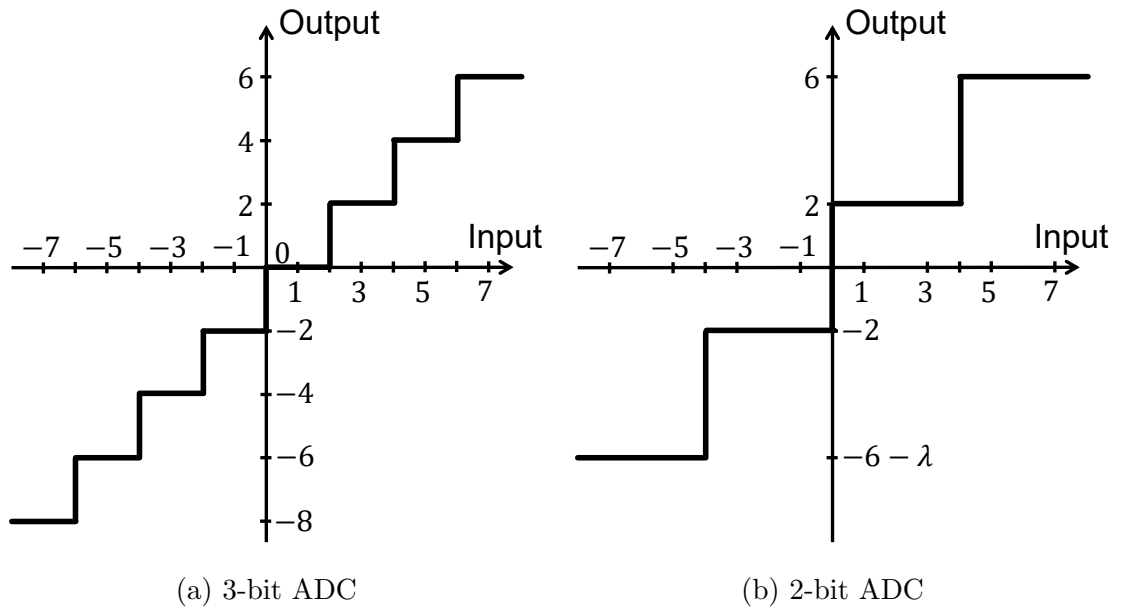 Output
6
4
2
−7 −5 −3 −1 0
Input
1 3 5 7
−2
−4
−6
−8
(a) 3-bit ADC
Output
6
2
−7 −5 −3 −1
Input
1 3 5 7
−2
−6 − λ
(b) 2-bit ADC